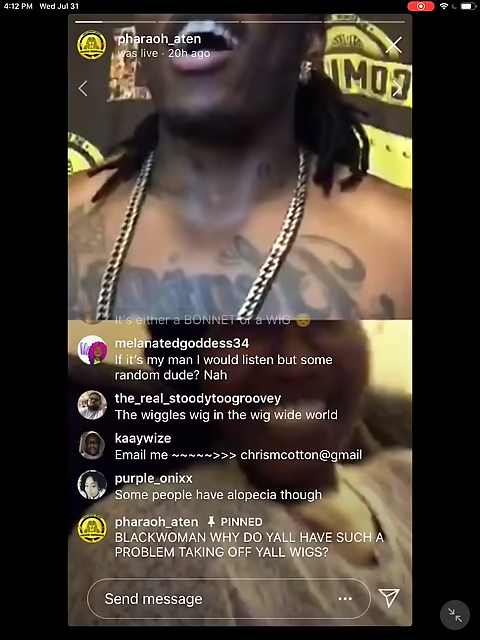 4:12 PM Wed Jul 31
pharaoh_aten
was live · 20h ago
It's either a BONNET or a WIG 😒
melanatedgoddess34
If it's my man I would listen but some
random dude? Nah
the_real_stoodytoogroovey
The wiggles wig in the wig wide world
kaaywize
Email me ~~~~~>>> chrismcotton@gmail
purple_onixx
Some people have alopecia though
pharaoh_aten PINNED
BLACKWOMAN WHY DO YALL HAVE SUCH A
PROBLEM TAKING OFF YALL WIGS?
Send message